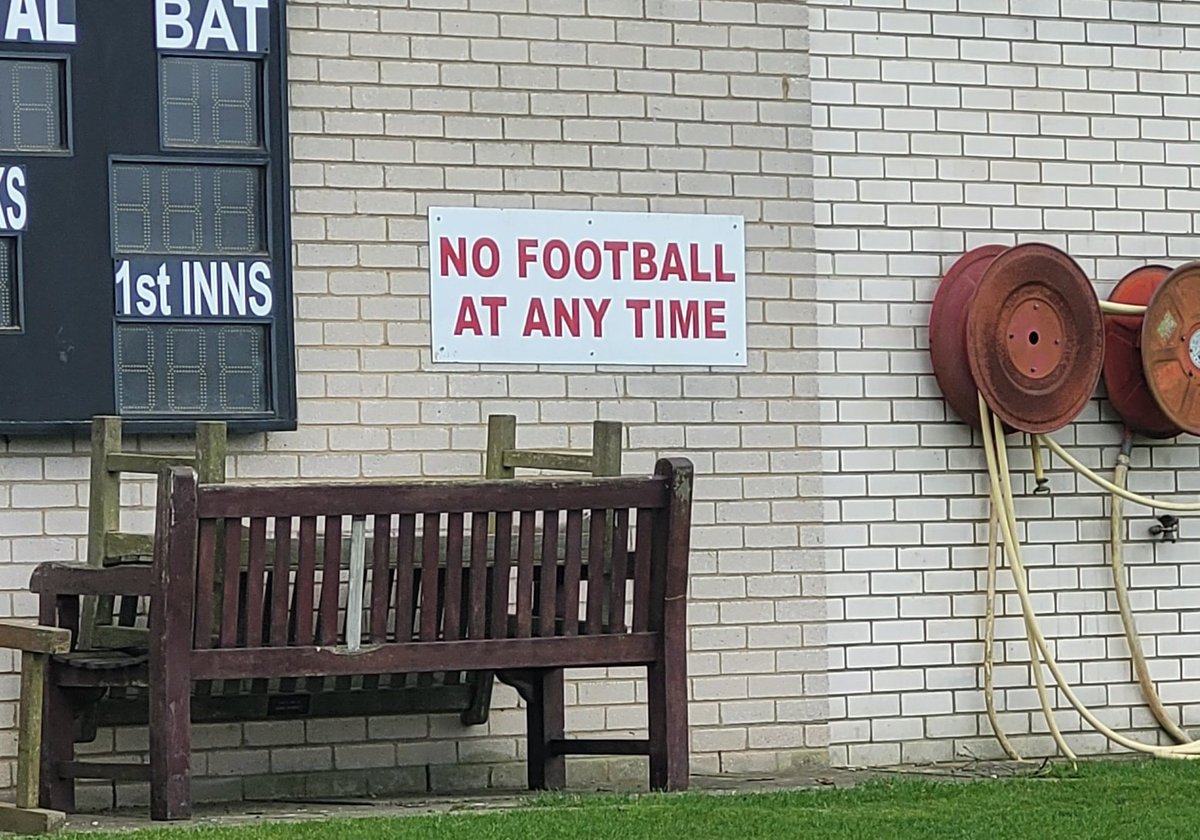 AL BAT
KS
1st INNS
NO FOOTBALL
AT ANY TIME